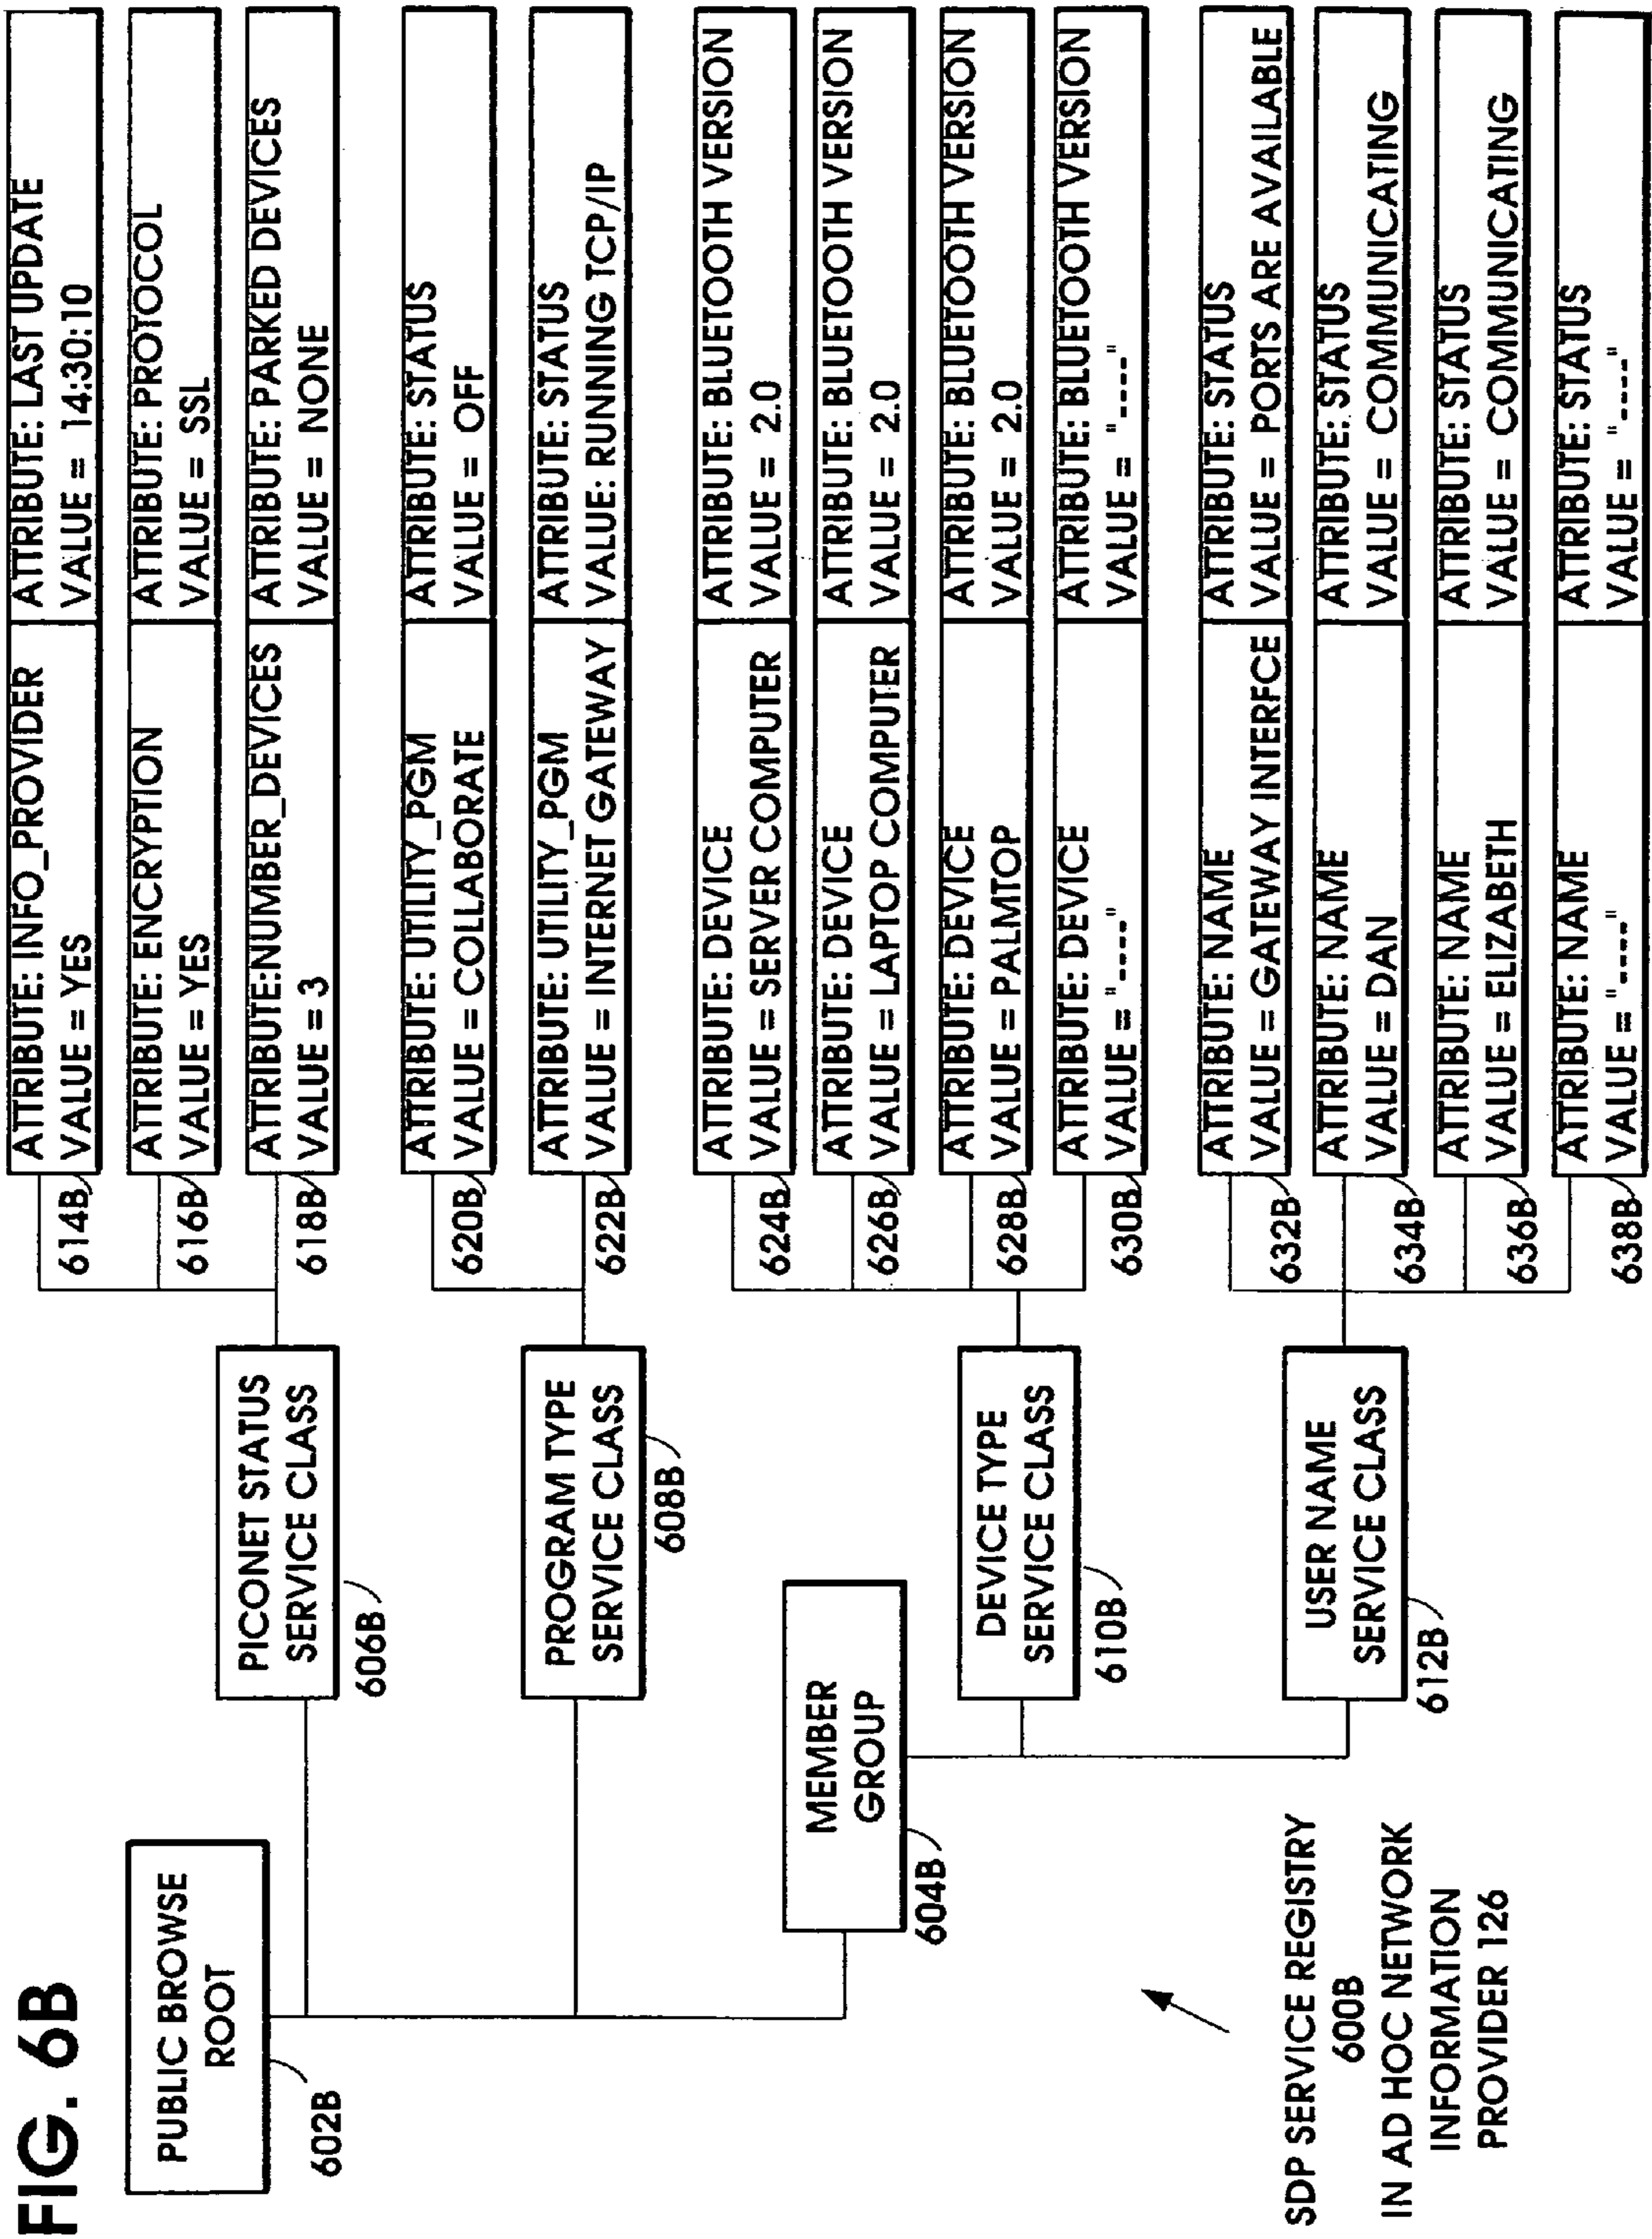 FIG. 6B
PUBLIC BROWSE
ROOT
602B
PICONET STATUS
SERVICE CLASS
606B
PROGRAM TYPE
SERVICE CLASS
608B
MEMBER
GROUP
604B
DEVICE TYPE
SERVICE CLASS
610B
USER NAME
SERVICE CLASS
612B
SDP SERVICE REGISTRY
600B
IN AD HOC NETWORK
INFORMATION
PROVIDER 126
614B
ATTRIBUTE: INFO_PROVIDER
VALUE = YES
ATTRIBUTE: LAST UPDATE
VALUE = 14:30:10
616B
ATTRIBUTE: ENCRYPTION
VALUE = YES
ATTRIBUTE: PROTOCOL
VALUE = SSL
618B
ATTRIBUTE:NUMBER_DEVICES
VALUE = 3
ATTRIBUTE: PARKED DEVICES
VALUE = NONE
620B
ATTRIBUTE: UTILITY_PGM
VALUE = COLLABORATE
ATTRIBUTE: STATUS
VALUE = OFF
622B
ATTRIBUTE: UTILITY_PGM
VALUE = INTERNET GATEWAY
ATTRIBUTE: STATUS
VALUE: RUNNING TCP/IP
624B
ATTRIBUTE: DEVICE
VALUE = SERVER COMPUTER
ATTRIBUTE: BLUETOOTH VERSION
VALUE = 2.0
626B
ATTRIBUTE: DEVICE
VALUE = LAPTOP COMPUTER
ATTRIBUTE: BLUETOOTH VERSION
VALUE = 2.0
628B
ATTRIBUTE: DEVICE
VALUE = PALMTOP
ATTRIBUTE: BLUETOOTH VERSION
VALUE = 2.0
630B
ATTRIBUTE: DEVICE
VALUE = "----"
ATTRIBUTE: BLUETOOTH VERSION
VALUE = "----"
632B
ATTRIBUTE: NAME
VALUE = GATEWAY INTERFCE
ATTRIBUTE: STATUS
VALUE = PORTS ARE AVAILABLE
634B
ATTRIBUTE: NAME
VALUE = DAN
ATTRIBUTE: STATUS
VALUE = COMMUNICATING
636B
ATTRIBUTE: NAME
VALUE = ELIZABETH
ATTRIBUTE: STATUS
VALUE = COMMUNICATING
638B
ATTRIBUTE: NAME
VALUE = "----"
ATTRIBUTE: STATUS
VALUE = "----"